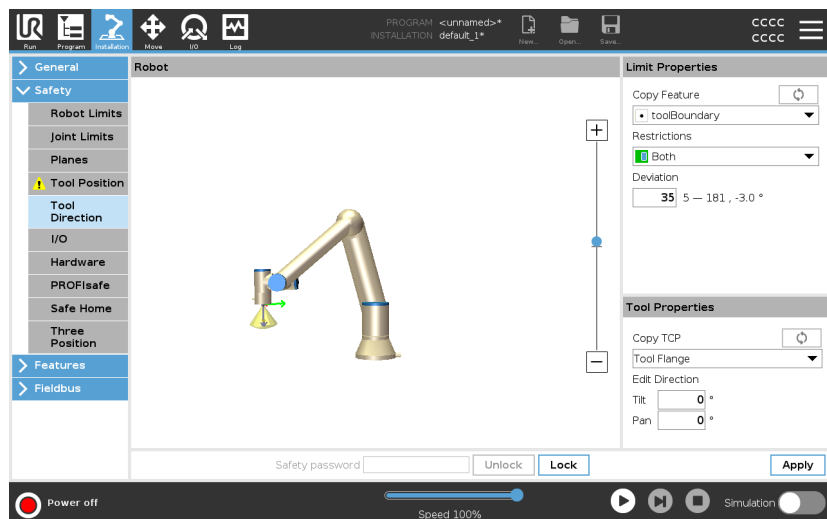 PROGRAM <unnamed>*
INSTALLATION default_1*
CCCC
CCCC
Run Program Installation Move I/O Log New... Open... Save...
General
Safety
Robot Limits
Joint Limits
Planes
Tool Position
Tool
Direction
I/O
Hardware
PROFIsafe
Safe Home
Three
Position
Features
Fieldbus
Robot
+
−
Limit Properties
Copy Feature
toolBoundary
Restrictions
Both
Deviation
35 5 — 181 , -3.0 °
Tool Properties
Copy TCP
Tool Flange
Edit Direction
Tilt 0 °
Pan 0 °
Safety password Unlock Lock Apply
Power off
Speed 100%
Simulation